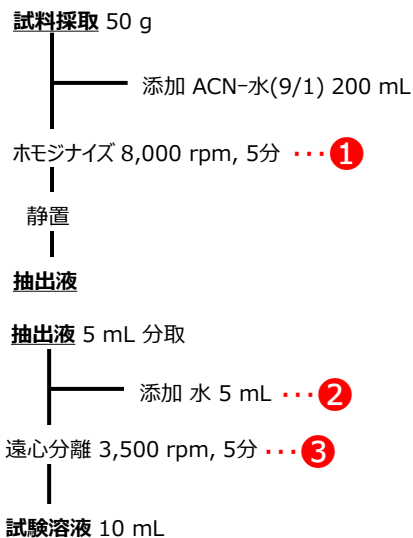 試料採取 50 g
添加 ACN-水(9/1) 200 mL
ホモジナイズ 8,000 rpm, 5分 ･･･❶
静置
抽出液
抽出液 5 mL 分取
添加 水 5 mL ･･･❷
遠心分離 3,500 rpm, 5分 ･･･❸
試験溶液 10 mL